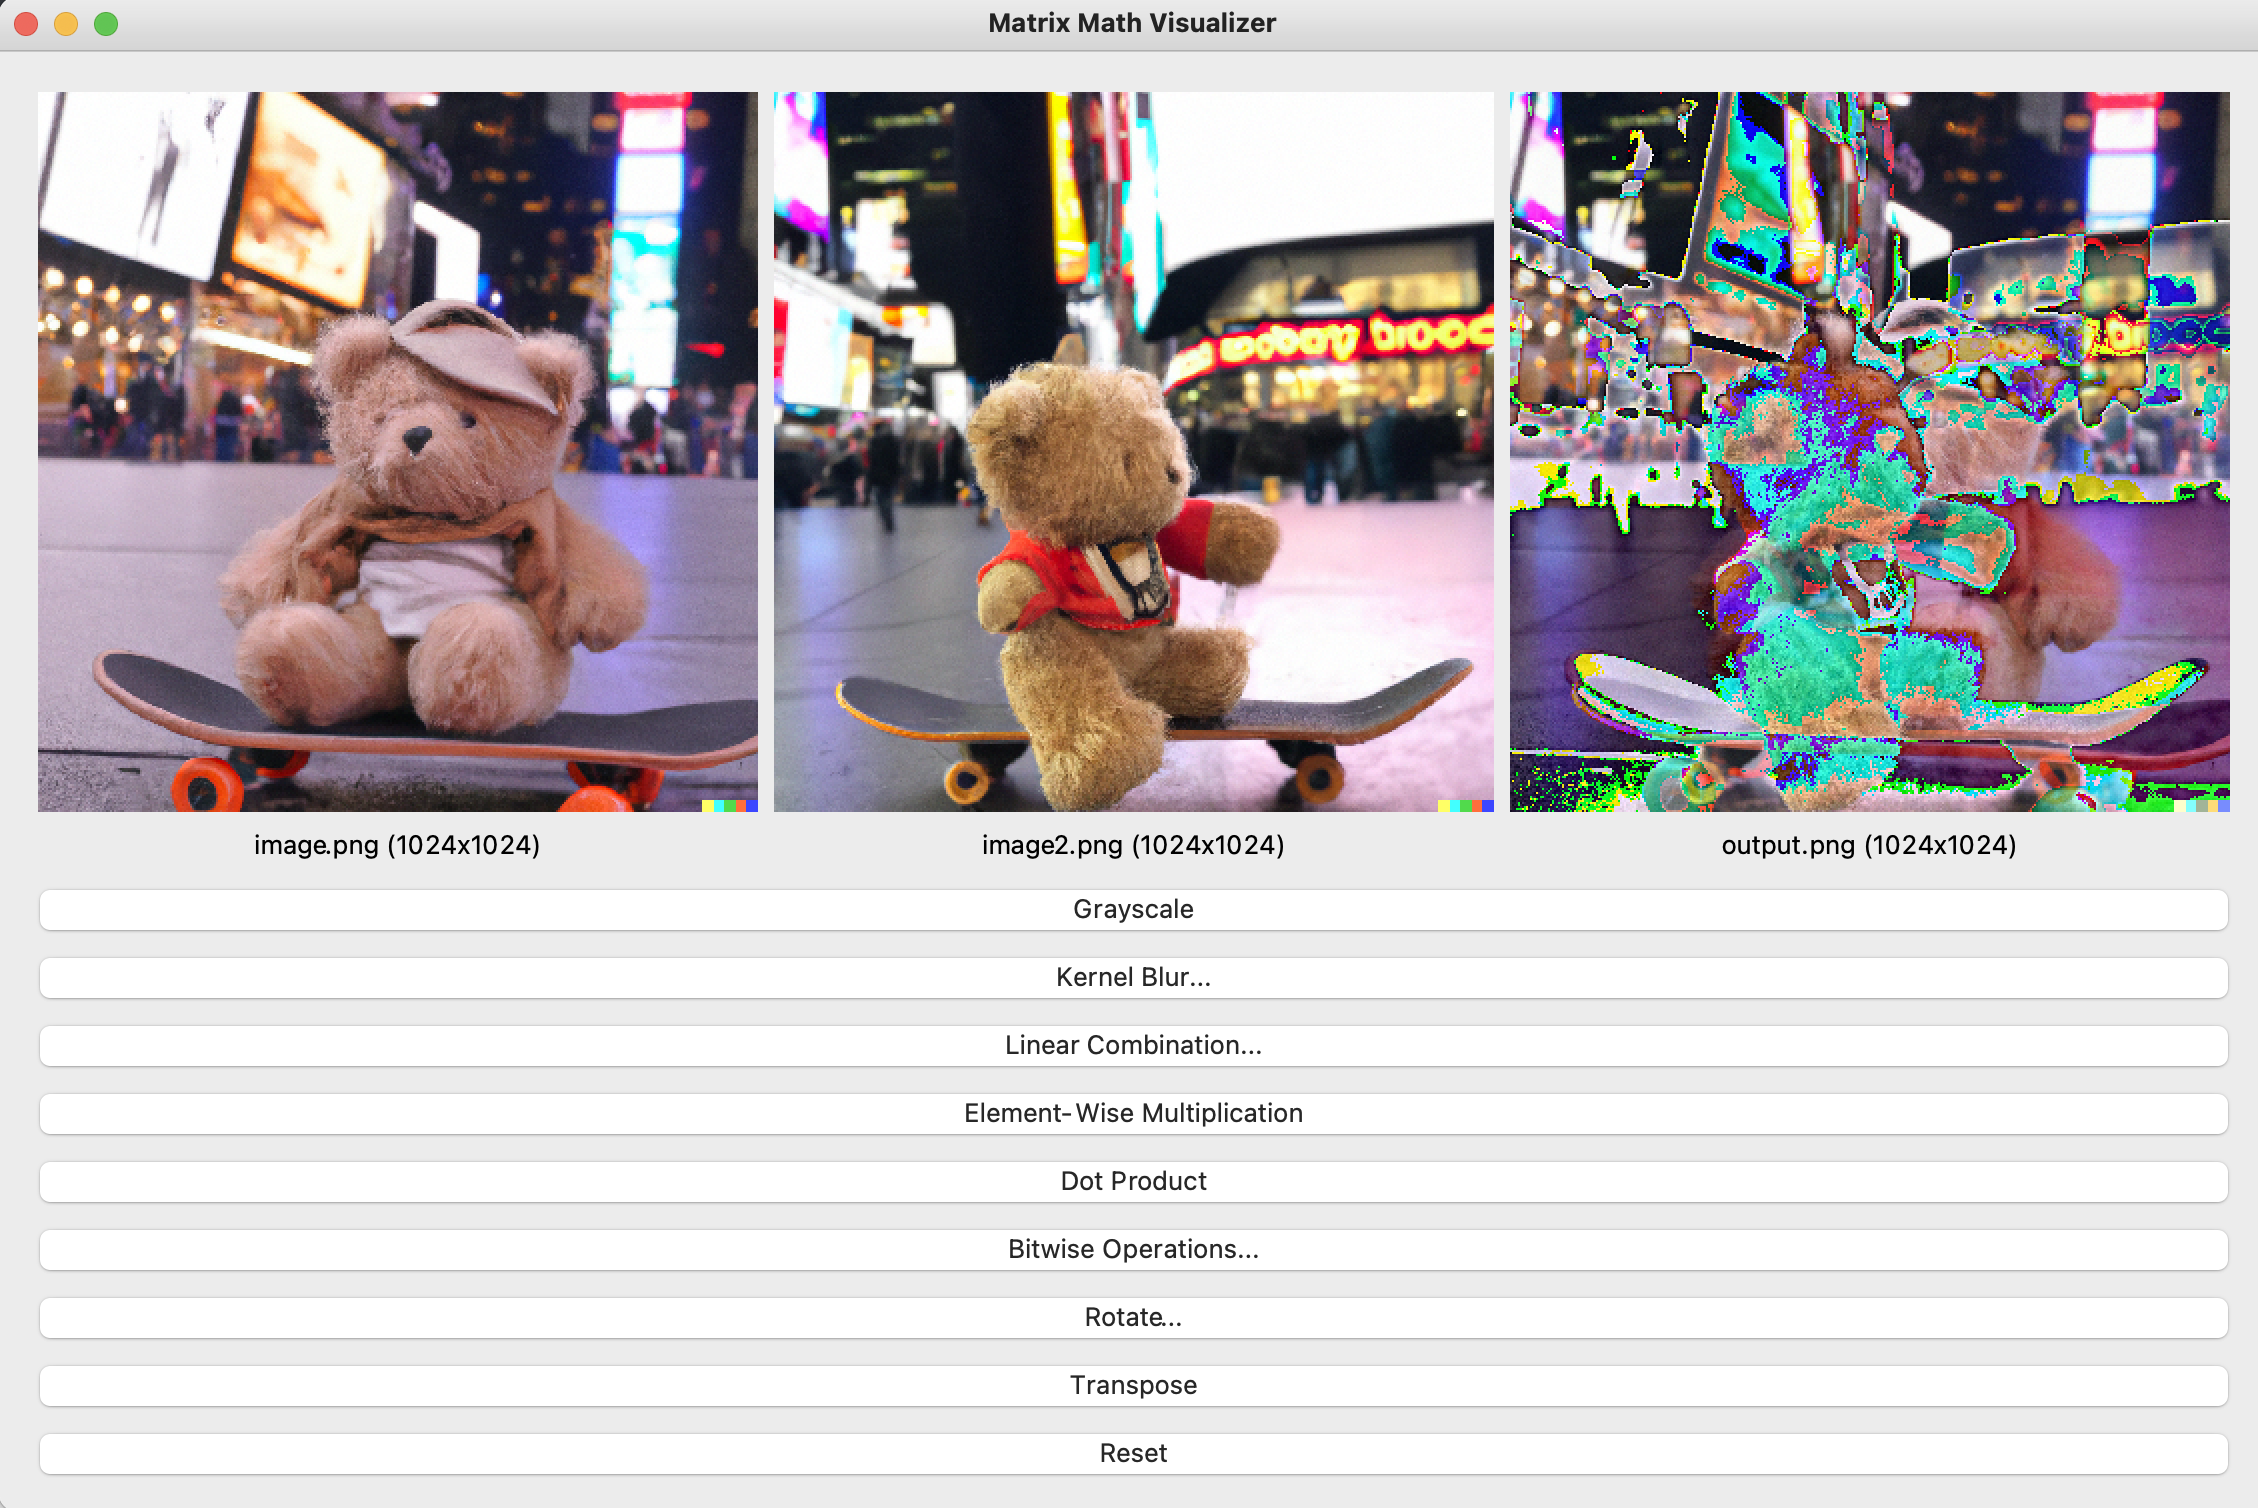 Matrix Math Visualizer
image.png (1024x1024)
image2.png (1024x1024)
output.png (1024x1024)
Grayscale
Kernel Blur...
Linear Combination...
Element-Wise Multiplication
Dot Product
Bitwise Operations...
Rotate...
Transpose
Reset